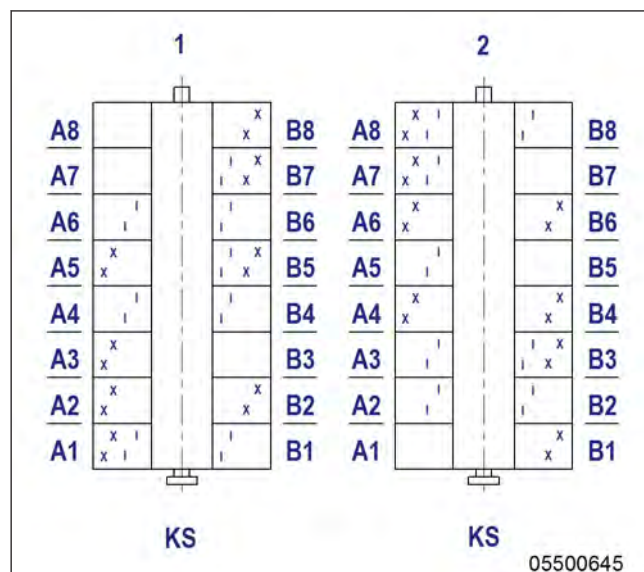 1 2
A8 B8 A8 B8
A7 B7 A7 B7
A6 B6 A6 B6
A5 B5 A5 B5
A4 B4 A4 B4
A3 B3 A3 B3
A2 B2 A2 B2
A1 B1 A1 B1
KS KS
05500645